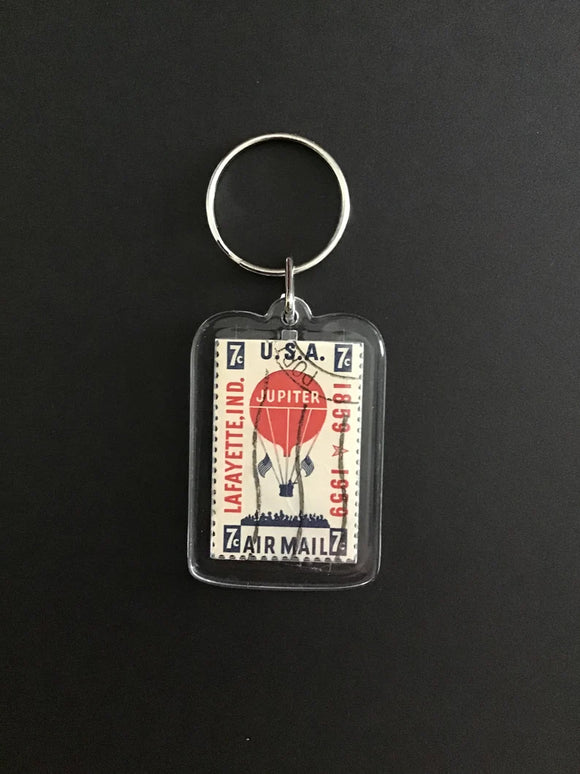 7c U.S.A. 7c
JUPITER
LAFAYETTE, IND.
1859 ☆ 1959
7c AIR MAIL 7c